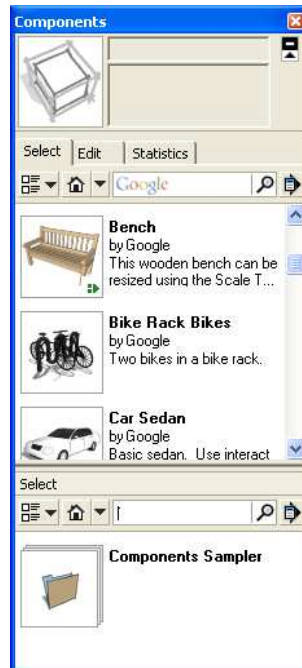 Components
Select Edit Statistics
Google
Bench
by Google
This wooden bench can be
resized using the Scale T...
Bike Rack Bikes
by Google
Two bikes in a bike rack.
Car Sedan
by Google
Basic sedan. Use interact
Select
Components Sampler